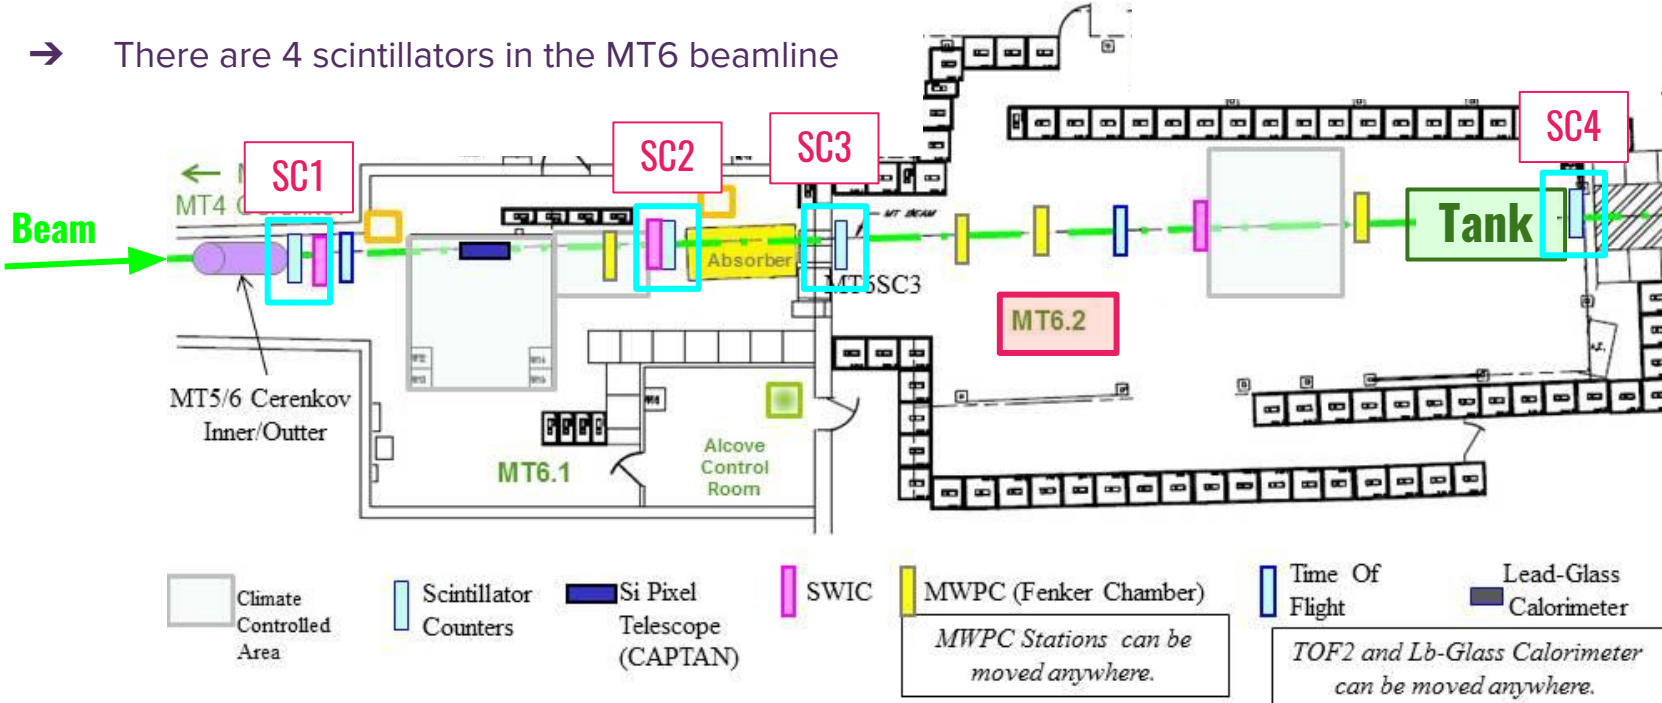 ➔ There are 4 scintillators in the MT6 beamline
SC1
SC2
SC3
SC4
MT4
Beam
MT BEAM
Tank
Absorber
MT6SC3
MT6.2
MT5/6 Cerenkov
Inner/Outter
MT6.1
Alcove
Control
Room
Climate
Controlled
Area
Scintillator
Counters
Si Pixel
Telescope
(CAPTAN)
SWIC
MWPC (Fenker Chamber)
MWPC Stations can be
moved anywhere.
Time Of
Flight
Lead-Glass
Calorimeter
TOF2 and Lb-Glass Calorimeter
can be moved anywhere.